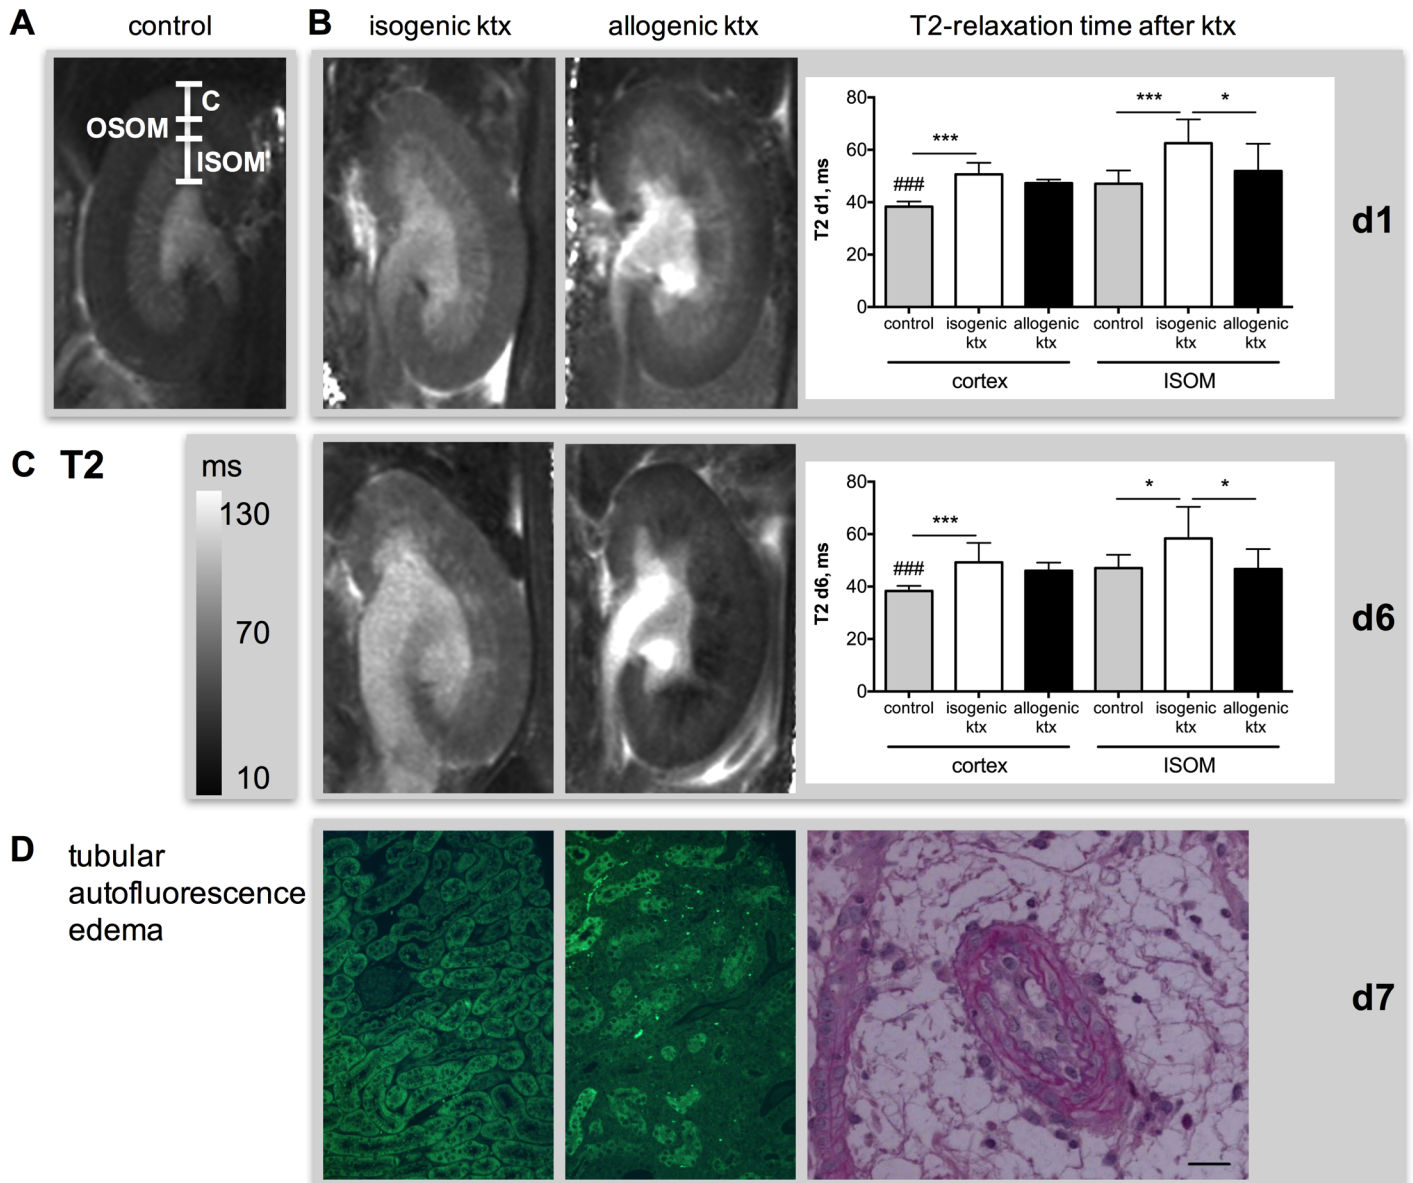 A control B isogenic ktx allogenic ktx T2-relaxation time after ktx
C
OSOM
ISOM
80
60
40
20
0
T2 d1, ms
###
***
***
*
control isogenic ktx allogenic ktx control isogenic ktx allogenic ktx
cortex ISOM
d1
C T2
ms
130
70
10
80
60
40
20
0
T2 d6, ms
###
***
*
*
control isogenic ktx allogenic ktx control isogenic ktx allogenic ktx
cortex ISOM
d6
D tubular
autofluorescence
edema
d7